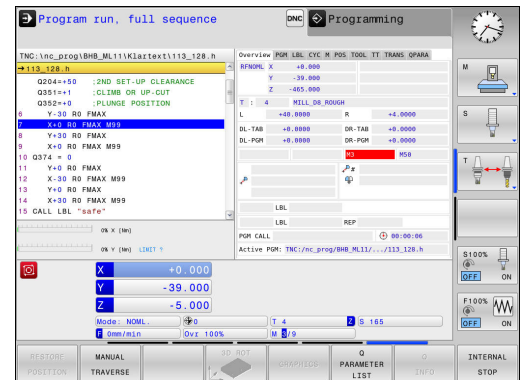 Program run, full sequence
DNC
Programming
TNC:\nc_prog\BHB_ML11\Klartext\113_128.h
→113_128.h
Q204=+50 ;2ND SET-UP CLEARANCE
Q351=+1 ;CLIMB OR UP-CUT
Q352=+0 ;PLUNGE POSITION
6 Y-30 R0 FMAX
7 X+0 R0 FMAX M99
8 Y+30 R0 FMAX
9 X+0 R0 FMAX M99
10 Q374 = 0
11 Y+0 R0 FMAX
12 X-30 R0 FMAX M99
13 Y+0 R0 FMAX
14 X+30 R0 FMAX M99
15 CALL LBL "safe"
0% X [Nm]
0% Y [Nm] LIMIT Y
Overview PGM LBL CYC M POS TOOL TT TRANS QPARA
RFNOML X +0.000
Y -39.000
Z -465.000
T : 4 MILL_D8_ROUGH
L +40.0000 R +4.0000
DL-TAB +0.0000 DR-TAB +0.0000
DL-PGM +0.0000 DR-PGM +0.0000
M3 M50
LBL
LBL REP
PGM CALL 00:00:06
Active PGM: TNC:/nc_prog/BHB_ML11/.../113_128.h
X +0.000
Y -39.000
Z -5.000
Mode: NOML. 0 T 4 Z S 165
F 0mm/min Ovr 100% M 3/9
M
S
T
S100%
OFF ON
F100%
OFF ON
RESTORE POSITION
MANUAL TRAVERSE
3D ROT
GRAPHICS
Q PARAMETER LIST
Q INFO
INTERNAL STOP